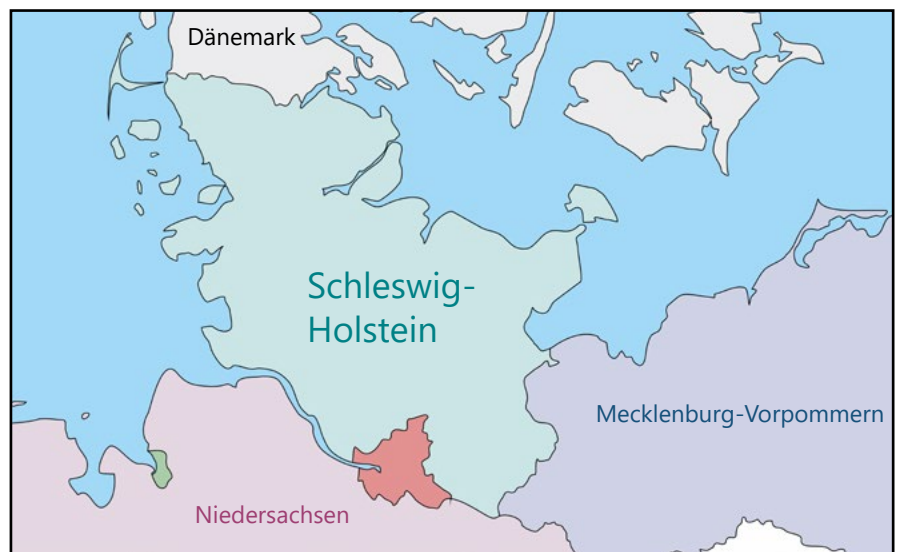 Dänemark
Schleswig-
Holstein
Mecklenburg-Vorpommern
Niedersachsen